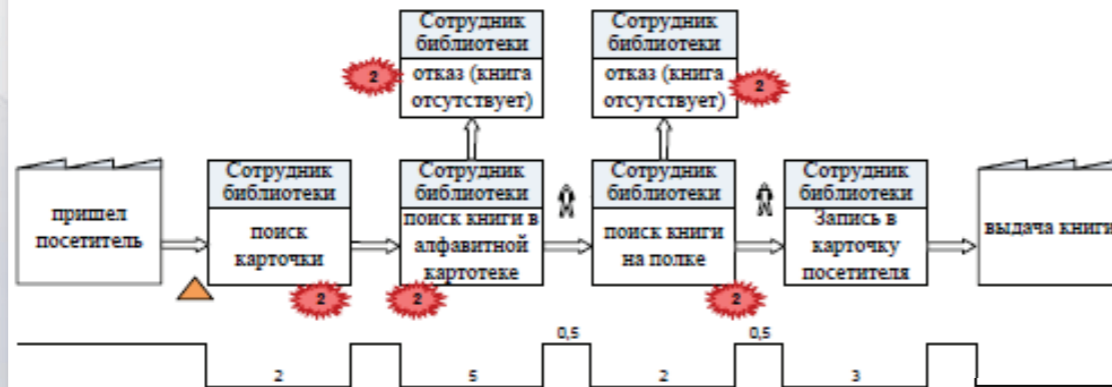 Сотрудник
библиотеки
отказ (книга
отсутствует)
2
Сотрудник
библиотеки
отказ (книга
отсутствует)
2
пришел
посетитель
Сотрудник
библиотеки
поиск
карточки
2
Сотрудник
библиотеки
поиск книги в
алфавитной
картотеке
2
Сотрудник
библиотеки
поиск книги
на полке
2
Сотрудник
библиотеки
Запись в
карточку
посетителя
выдача книги
0,5
0,5
2
5
2
3